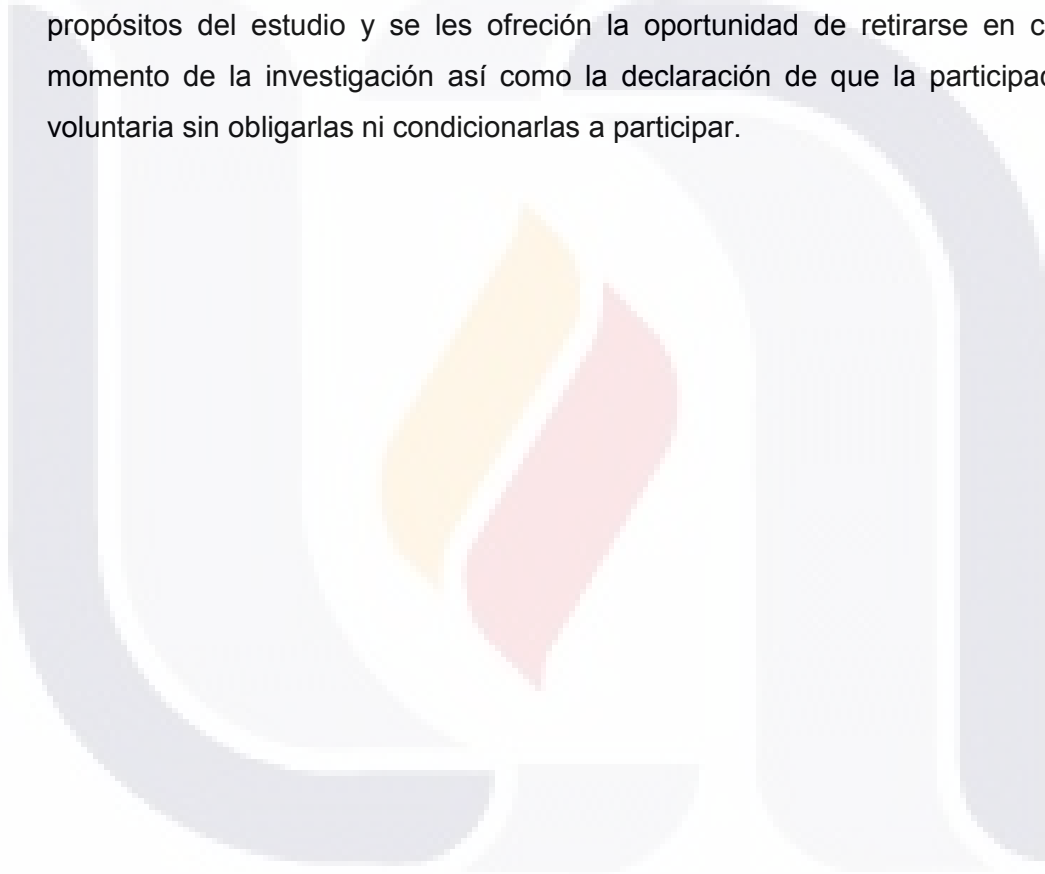 propósitos del estudio y se les ofreción la oportunidad de retirarse en
momento de la investigación así como la declaración de que la
voluntaria sin obligarlas ni condicionarlas a participar.